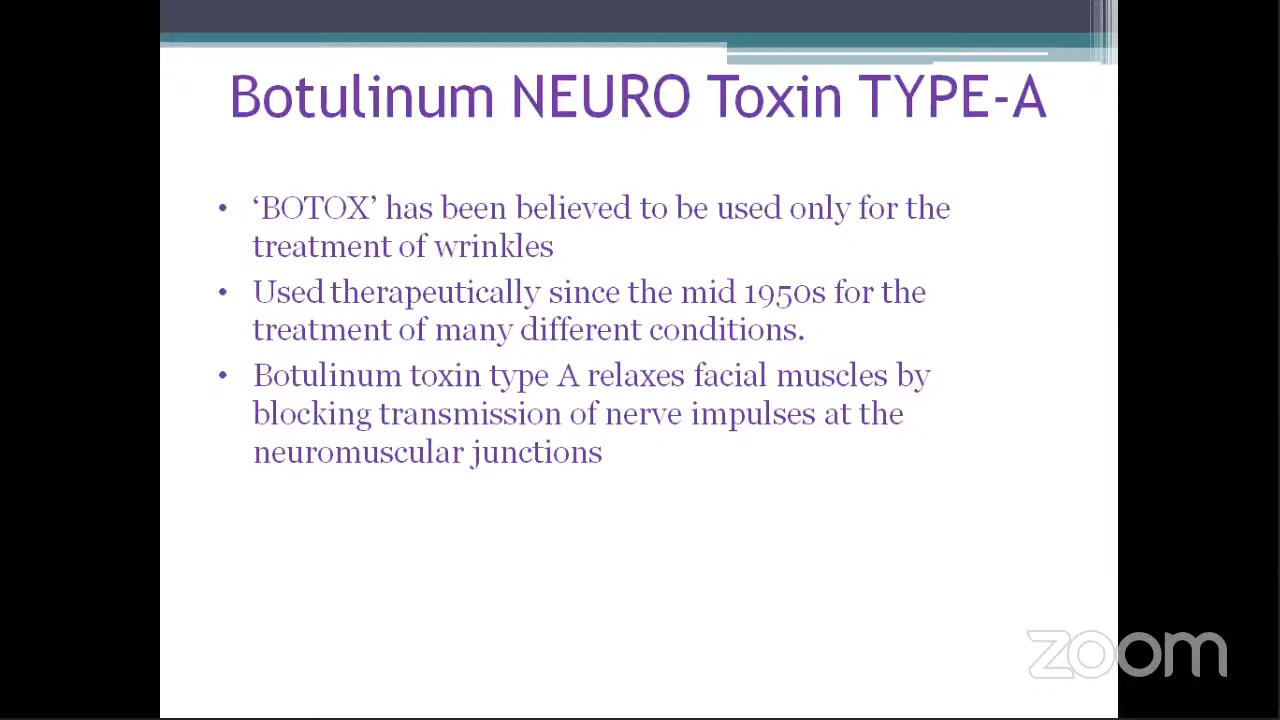 Botulinum NEURO Toxin TYPE-A
• ‘BOTOX’ has been believed to be used only for the
treatment of wrinkles
• Used therapeutically since the mid 1950s for the
treatment of many different conditions.
• Botulinum toxin type A relaxes facial muscles by
blocking transmission of nerve impulses at the
neuromuscular junctions
zoom